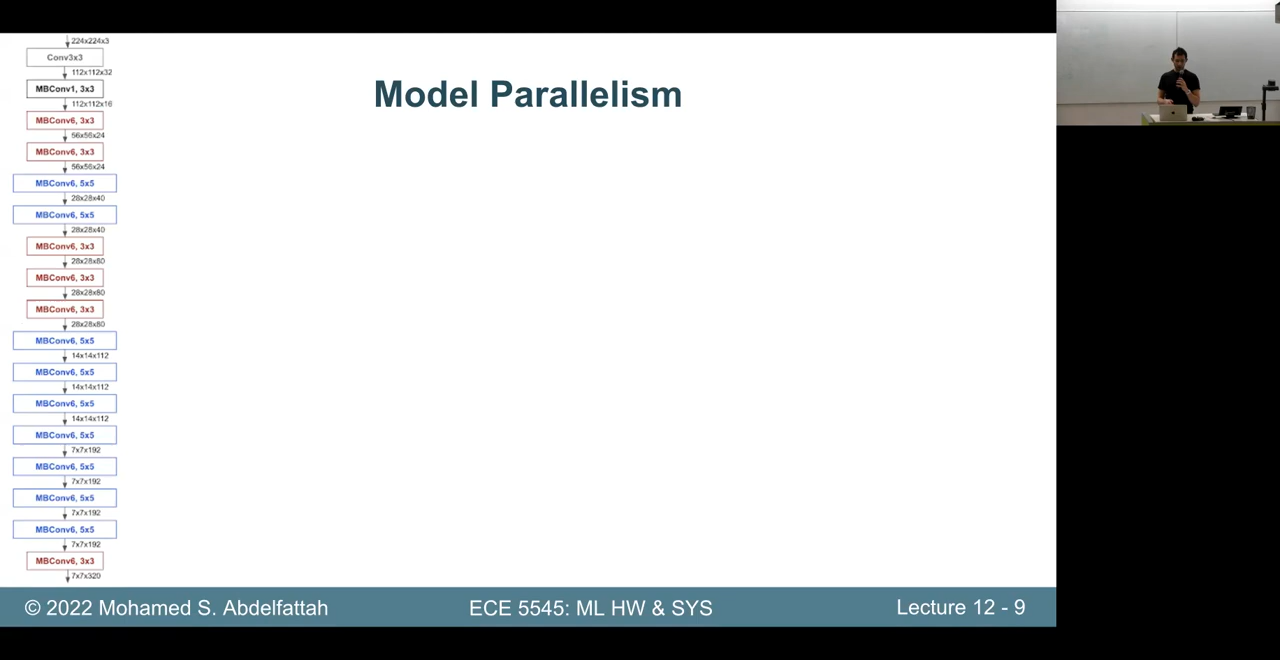 224x224x3
Conv3x3
112x112x32
MBConv1, 3x3
112x112x16
MBConv6, 3x3
56x56x24
MBConv6, 3x3
56x56x24
MBConv6, 5x5
28x28x40
MBConv6, 5x5
28x28x40
MBConv6, 3x3
28x28x80
MBConv6, 3x3
28x28x80
MBConv6, 3x3
28x28x80
MBConv6, 5x5
14x14x112
MBConv6, 5x5
14x14x112
MBConv6, 5x5
14x14x112
MBConv6, 5x5
7x7x192
MBConv6, 5x5
7x7x192
MBConv6, 5x5
7x7x192
MBConv6, 5x5
7x7x192
MBConv6, 3x3
7x7x320
Model Parallelism
© 2022 Mohamed S. Abdelfattah
ECE 5545: ML HW & SYS
Lecture 12 - 9